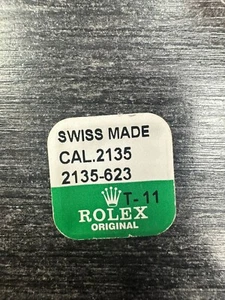 SWISS MADE
CAL.2135
2135-623
T-11
ROLEX
ORIGINAL